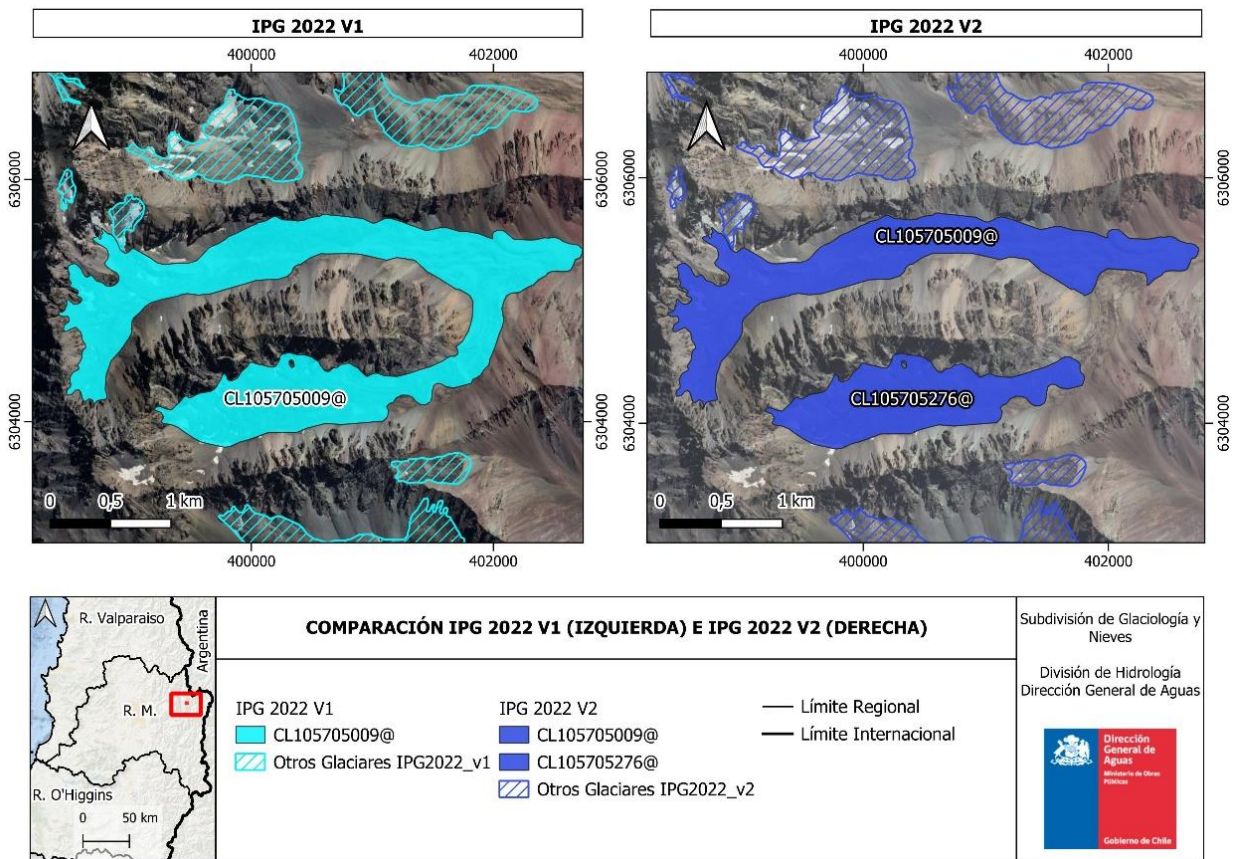 IPG 2022 V1
IPG 2022 V2
400000
402000
400000
402000
6306000
6306000
6306000
CL105705009@
CL105705009@
CL105705276@
6304000
6304000
6304000
0 0,5 1 km
0 0,5 1 km
400000
402000
400000
402000
R. Valparaiso
Argentina
R. M.
R. O'Higgins
0 50 km
COMPARACIÓN IPG 2022 V1 (IZQUIERDA) E IPG 2022 V2 (DERECHA)
IPG 2022 V1
CL105705009@
Otros Glaciares IPG2022_v1
IPG 2022 V2
CL105705009@
CL105705276@
Otros Glaciares IPG2022_v2
Límite Regional
Límite Internacional
Subdivisión de Glaciología y
Nieves
División de Hidrología
Dirección General de Aguas
Dirección
General de
Aguas
Ministerio de Obras
Públicas
Gobierno de Chile